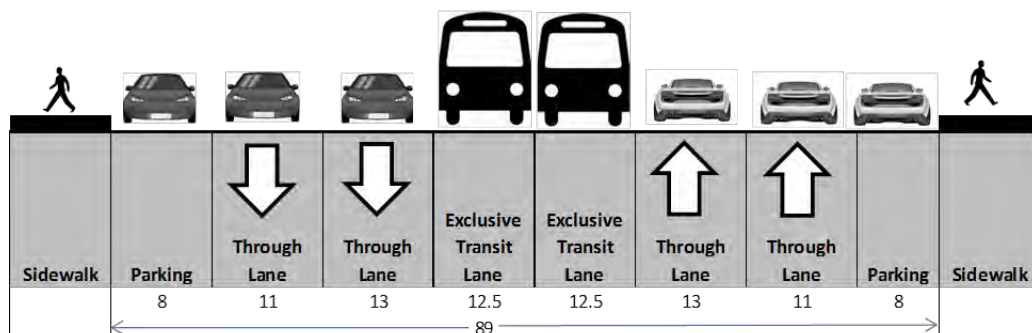 Sidewalk
Parking
Through
Lane
Through
Lane
Exclusive
Transit
Lane
Exclusive
Transit
Lane
Through
Lane
Through
Lane
Parking
Sidewalk
8 11 13 12.5 12.5 13 11 8
89